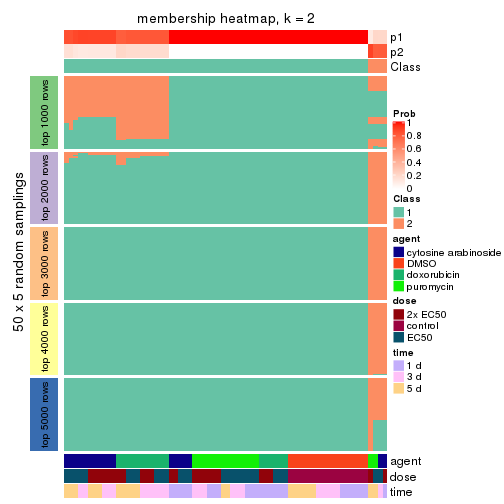 membership heatmap, k = 2
p1
p2
Class
50 x 5 random samplings
top 1000 rows
top 2000 rows
top 3000 rows
top 4000 rows
top 5000 rows
Prob
1
0.8
0.6
0.4
0.2
0
Class
1
2
agent
cytosine arabinoside
DMSO
doxorubicin
puromycin
dose
2x EC50
control
EC50
time
1 d
3 d
5 d
agent
dose
time